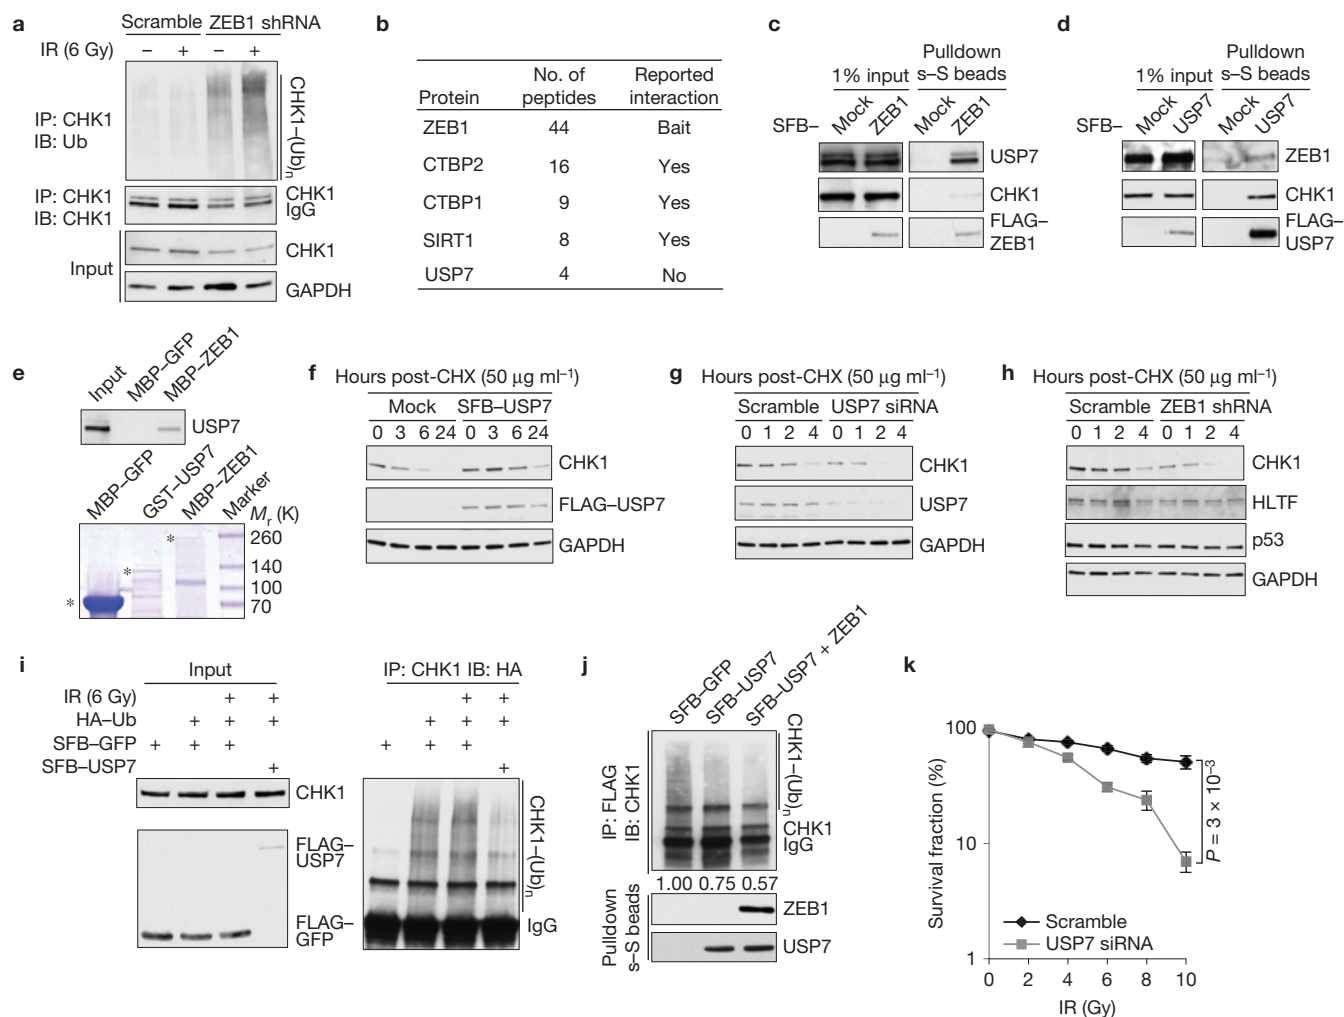 a
Scramble ZEB1 shRNA
IR (6 Gy) – + – +
IP: CHK1
IB: Ub
CHK1–(Ub)n
IP: CHK1
IB: CHK1
CHK1
IgG
Input
CHK1
GAPDH
b
Protein No. of peptides Reported interaction
ZEB1 44 Bait
CTBP2 16 Yes
CTBP1 9 Yes
SIRT1 8 Yes
USP7 4 No
c
1% input Pulldown s–S beads
SFB– Mock ZEB1 Mock ZEB1
USP7
CHK1
FLAG–
ZEB1
d
1% input Pulldown s–S beads
SFB– Mock USP7 Mock USP7
ZEB1
CHK1
FLAG–
USP7
e
Input MBP–GFP MBP–ZEB1
USP7
MBP–GFP GST–USP7 MBP–ZEB1 Marker
Mr (K)
* 260
* 140
100
* 70
f
Hours post-CHX (50 μg ml–1)
Mock SFB–USP7
0 3 6 24 0 3 6 24
CHK1
FLAG–USP7
GAPDH
g
Hours post-CHX (50 μg ml–1)
Scramble USP7 siRNA
0 1 2 4 0 1 2 4
CHK1
USP7
GAPDH
h
Hours post-CHX (50 μg ml–1)
Scramble ZEB1 shRNA
0 1 2 4 0 1 2 4
CHK1
HLTF
p53
GAPDH
i
Input IP: CHK1 IB: HA
IR (6 Gy) + + + +
HA–Ub + + + + + +
SFB–GFP + + + + + +
SFB–USP7 + +
CHK1
FLAG–
USP7
FLAG–
GFP
CHK1–(Ub)n
IgG
j
SFB–GFP SFB–USP7 SFB–USP7 + ZEB1
IP: FLAG
IB: CHK1
CHK1–(Ub)n
CHK1
IgG
1.00 0.75 0.57
Pulldown
s–S beads
ZEB1
USP7
k
Survival fraction (%)
100
10
1
0 2 4 6 8 10
IR (Gy)
Scramble
USP7 siRNA
P = 3 × 10–3